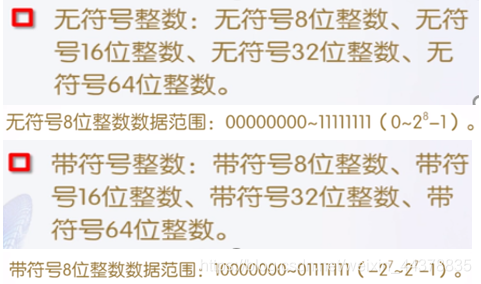 无符号整数：无符号8位整数、无符
号16位整数、无符号32位整数、无
符号64位整数。
无符号8位整数数据范围：00000000~11111111（0~2⁸-1）。
带符号整数：带符号8位整数、带符
号16位整数、带符号32位整数、带
符号64位整数。
带符号8位整数数据范围：10000000~01111111（-2⁷~2⁷-1）。